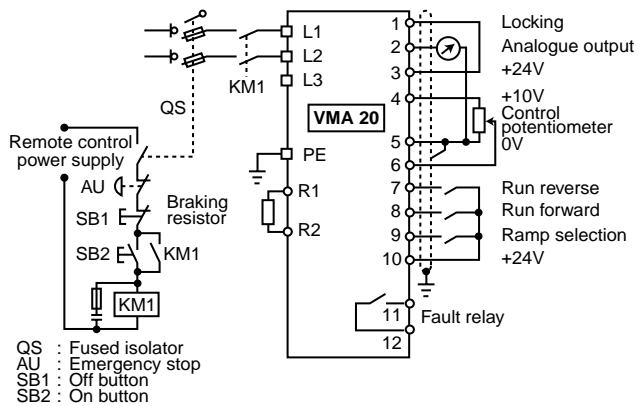 L1
L2
L3
KM1
QS
VMA 20
PE
R1
R2
Braking
resistor
Remote control
power supply
AU
SB1
SB2
KM1
KM1
1 Locking
2 Analogue output
3 +24V
4 +10V
Control
potentiometer
5 0V
6
7 Run reverse
8 Run forward
9 Ramp selection
10 +24V
11
Fault relay
12
QS : Fused isolator
AU : Emergency stop
SB1 : Off button
SB2 : On button